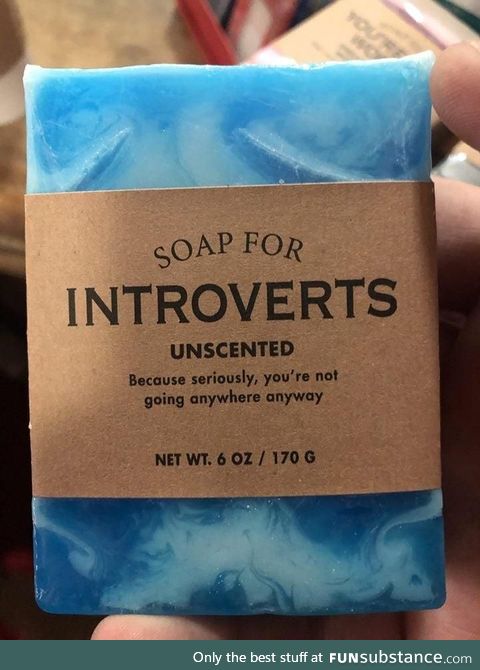 SOAP FOR
INTROVERTS
UNSCENTED
Because seriously, you're not
going anywhere anyway
NET WT. 6 OZ / 170 G
Only the best stuff at FUNsubstance.com